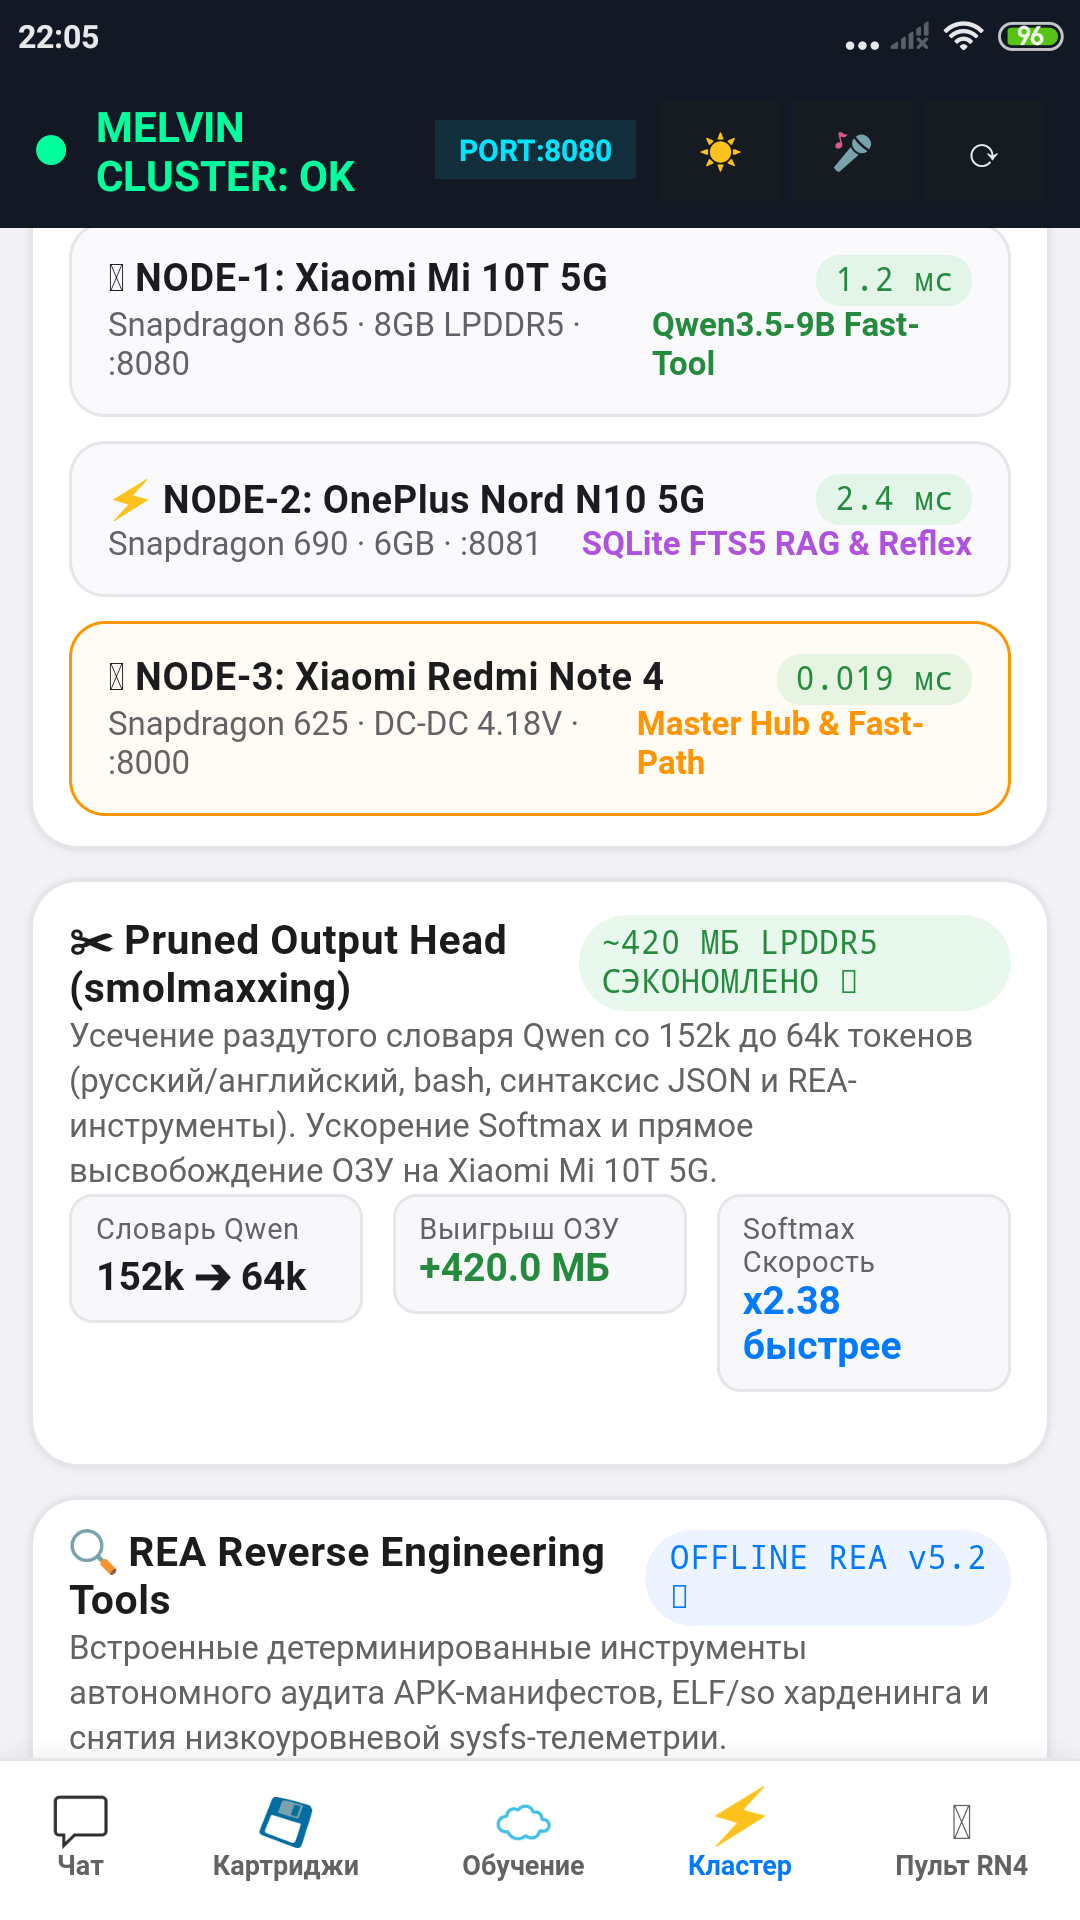 22:05
96
MELVIN
CLUSTER: OK
PORT:8080
NODE-1: Xiaomi Mi 10T 5G
1.2 мс
Snapdragon 865 · 8GB LPDDR5 ·
:8080
Qwen3.5-9B Fast-
Tool
⚡ NODE-2: OnePlus Nord N10 5G
2.4 мс
Snapdragon 690 · 6GB · :8081
SQLite FTS5 RAG & Reflex
NODE-3: Xiaomi Redmi Note 4
0.019 мс
Snapdragon 625 · DC-DC 4.18V ·
:8000
Master Hub & Fast-
Path
✂ Pruned Output Head
(smolmaxxing)
~420 МБ LPDDR5
СЭКОНОМЛЕНО
Усечение раздутого словаря Qwen со 152k до 64k токенов
(русский/английский, bash, синтаксис JSON и REA-
инструменты). Ускорение Softmax и прямое
высвобождение ОЗУ на Xiaomi Mi 10T 5G.
Словарь Qwen
152k ➔ 64k
Выигрыш ОЗУ
+420.0 МБ
Softmax
Скорость
x2.38
быстрее
🔍 REA Reverse Engineering
Tools
OFFLINE REA v5.2
Встроенные детерминированные инструменты
автономного аудита APK-манифестов, ELF/so харденинга и
снятия низкоуровневой sysfs-телеметрии.
Чат
Картриджи
Обучение
Кластер
Пульт RN4